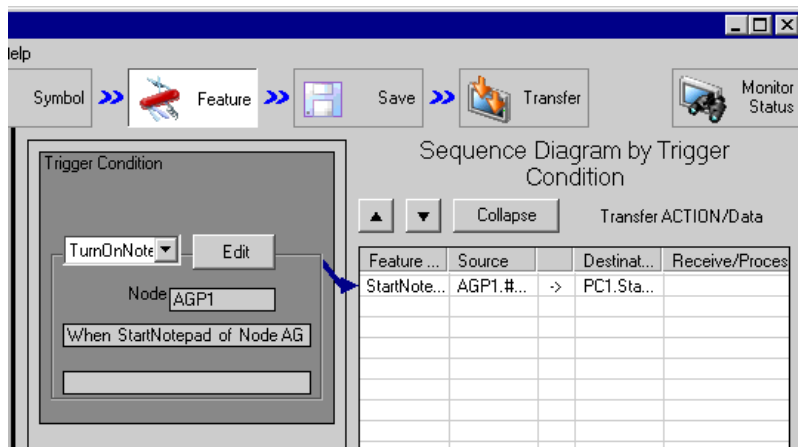 Help
Symbol Feature Save Transfer Monitor Status
Trigger Condition
TurnOnNote Edit
Node AGP1
When StartNotepad of Node AG
Sequence Diagram by Trigger
Condition
Collapse Transfer ACTION/Data
Feature ... Source Destinat... Receive/Proces
StartNote... AGP1.#... -> PC1.Sta...